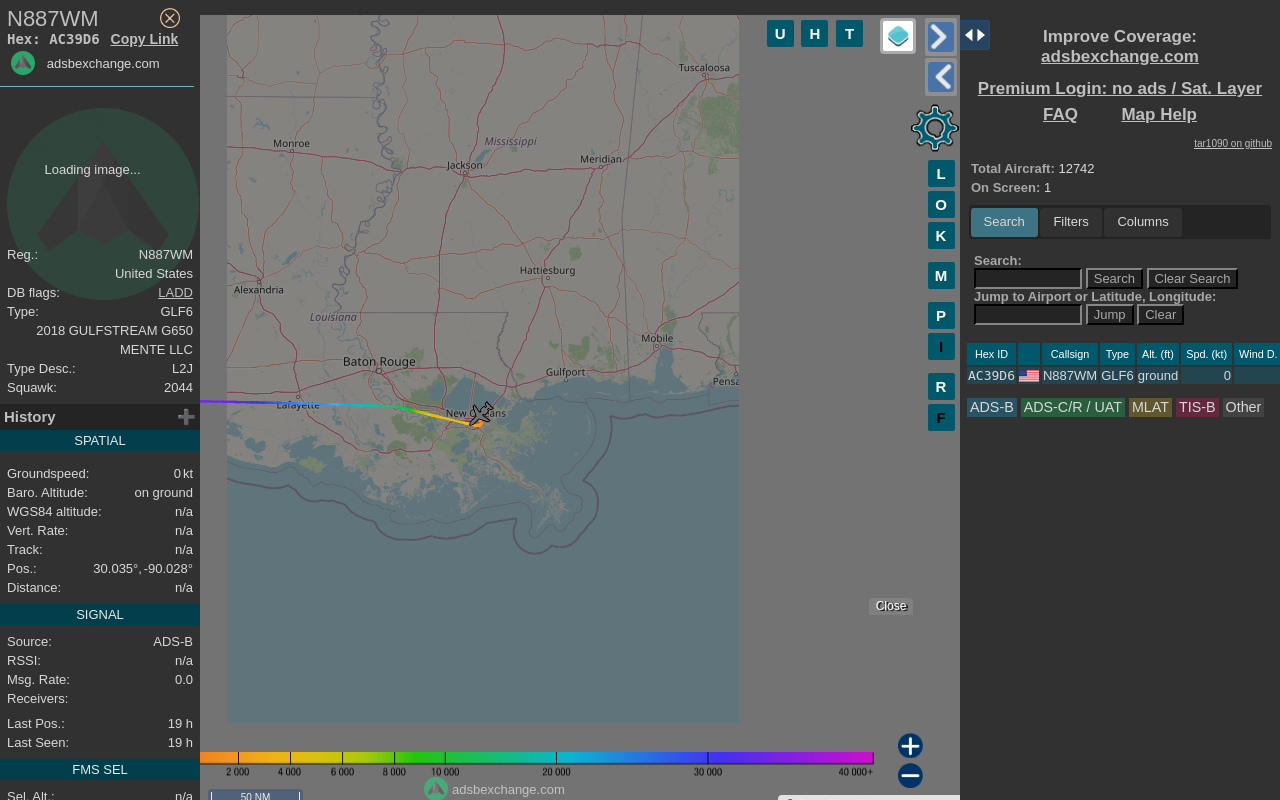 N887WM
Hex: AC39D6 Copy Link
adsbexchange.com
Loading image...
Reg.: N887WM
United States
DB flags: LADD
Type: GLF6
2018 GULFSTREAM G650
MENTE LLC
Type Desc.: L2J
Squawk: 2044
History
SPATIAL
Groundspeed: 0 kt
Baro. Altitude: on ground
WGS84 altitude: n/a
Vert. Rate: n/a
Track: n/a
Pos.: 30.035°, -90.028°
Distance: n/a
SIGNAL
Source: ADS-B
RSSI: n/a
Msg. Rate: 0.0
Receivers:
Last Pos.: 19 h
Last Seen: 19 h
FMS SEL
Sel. Alt.: n/a
U H T
Tuscaloosa
Monroe
Mississippi
Jackson
Meridian
Hattiesburg
Alexandria
Louisiana
Mobile
Baton Rouge
Gulfport
Pensa
Lafayette
New Orleans
L
O
K
M
P
I
R
F
Close
2 000 4 000 6 000 8 000 10 000 20 000 30 000 40 000+
adsbexchange.com
50 NM
Improve Coverage:
adsbexchange.com
Premium Login: no ads / Sat. Layer
FAQ Map Help
tar1090 on github
Total Aircraft: 12742
On Screen: 1
Search Filters Columns
Search:
Search Clear Search
Jump to Airport or Latitude, Longitude:
Jump Clear
Hex ID Callsign Type Alt. (ft) Spd. (kt) Wind D.
AC39D6 N887WM GLF6 ground 0
ADS-B ADS-C/R / UAT MLAT TIS-B Other